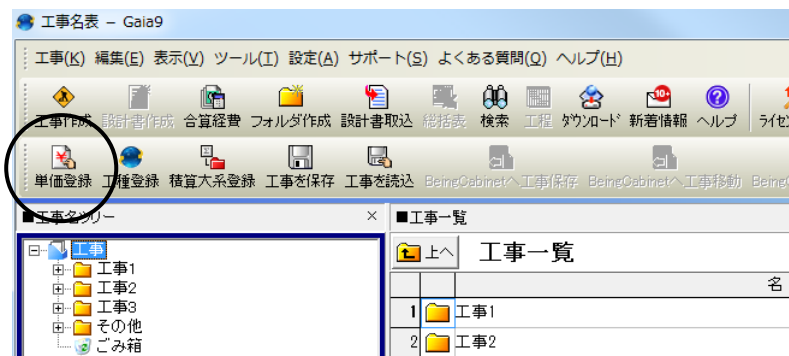 工事名表 － Gaia9
工事(K) 編集(E) 表示(V) ツール(T) 設定(A) サポート(S) よくある質問(Q) ヘルプ(H)
工事作成 設計書作成 合算経費 フォルダ作成 設計書取込 総括表 検索 工程 ダウンロード 新着情報 ヘルプ ライセ
単価登録 工種登録 積算大系登録 工事を保存 工事を読込 BeingCabinetへ工事保存 BeingCabinetへ工事移動 Being
■工事名ツリー × ■工事一覧
工事 上へ 工事一覧
工事1
工事2 名
工事3 1 工事1
その他
ごみ箱 2 工事2